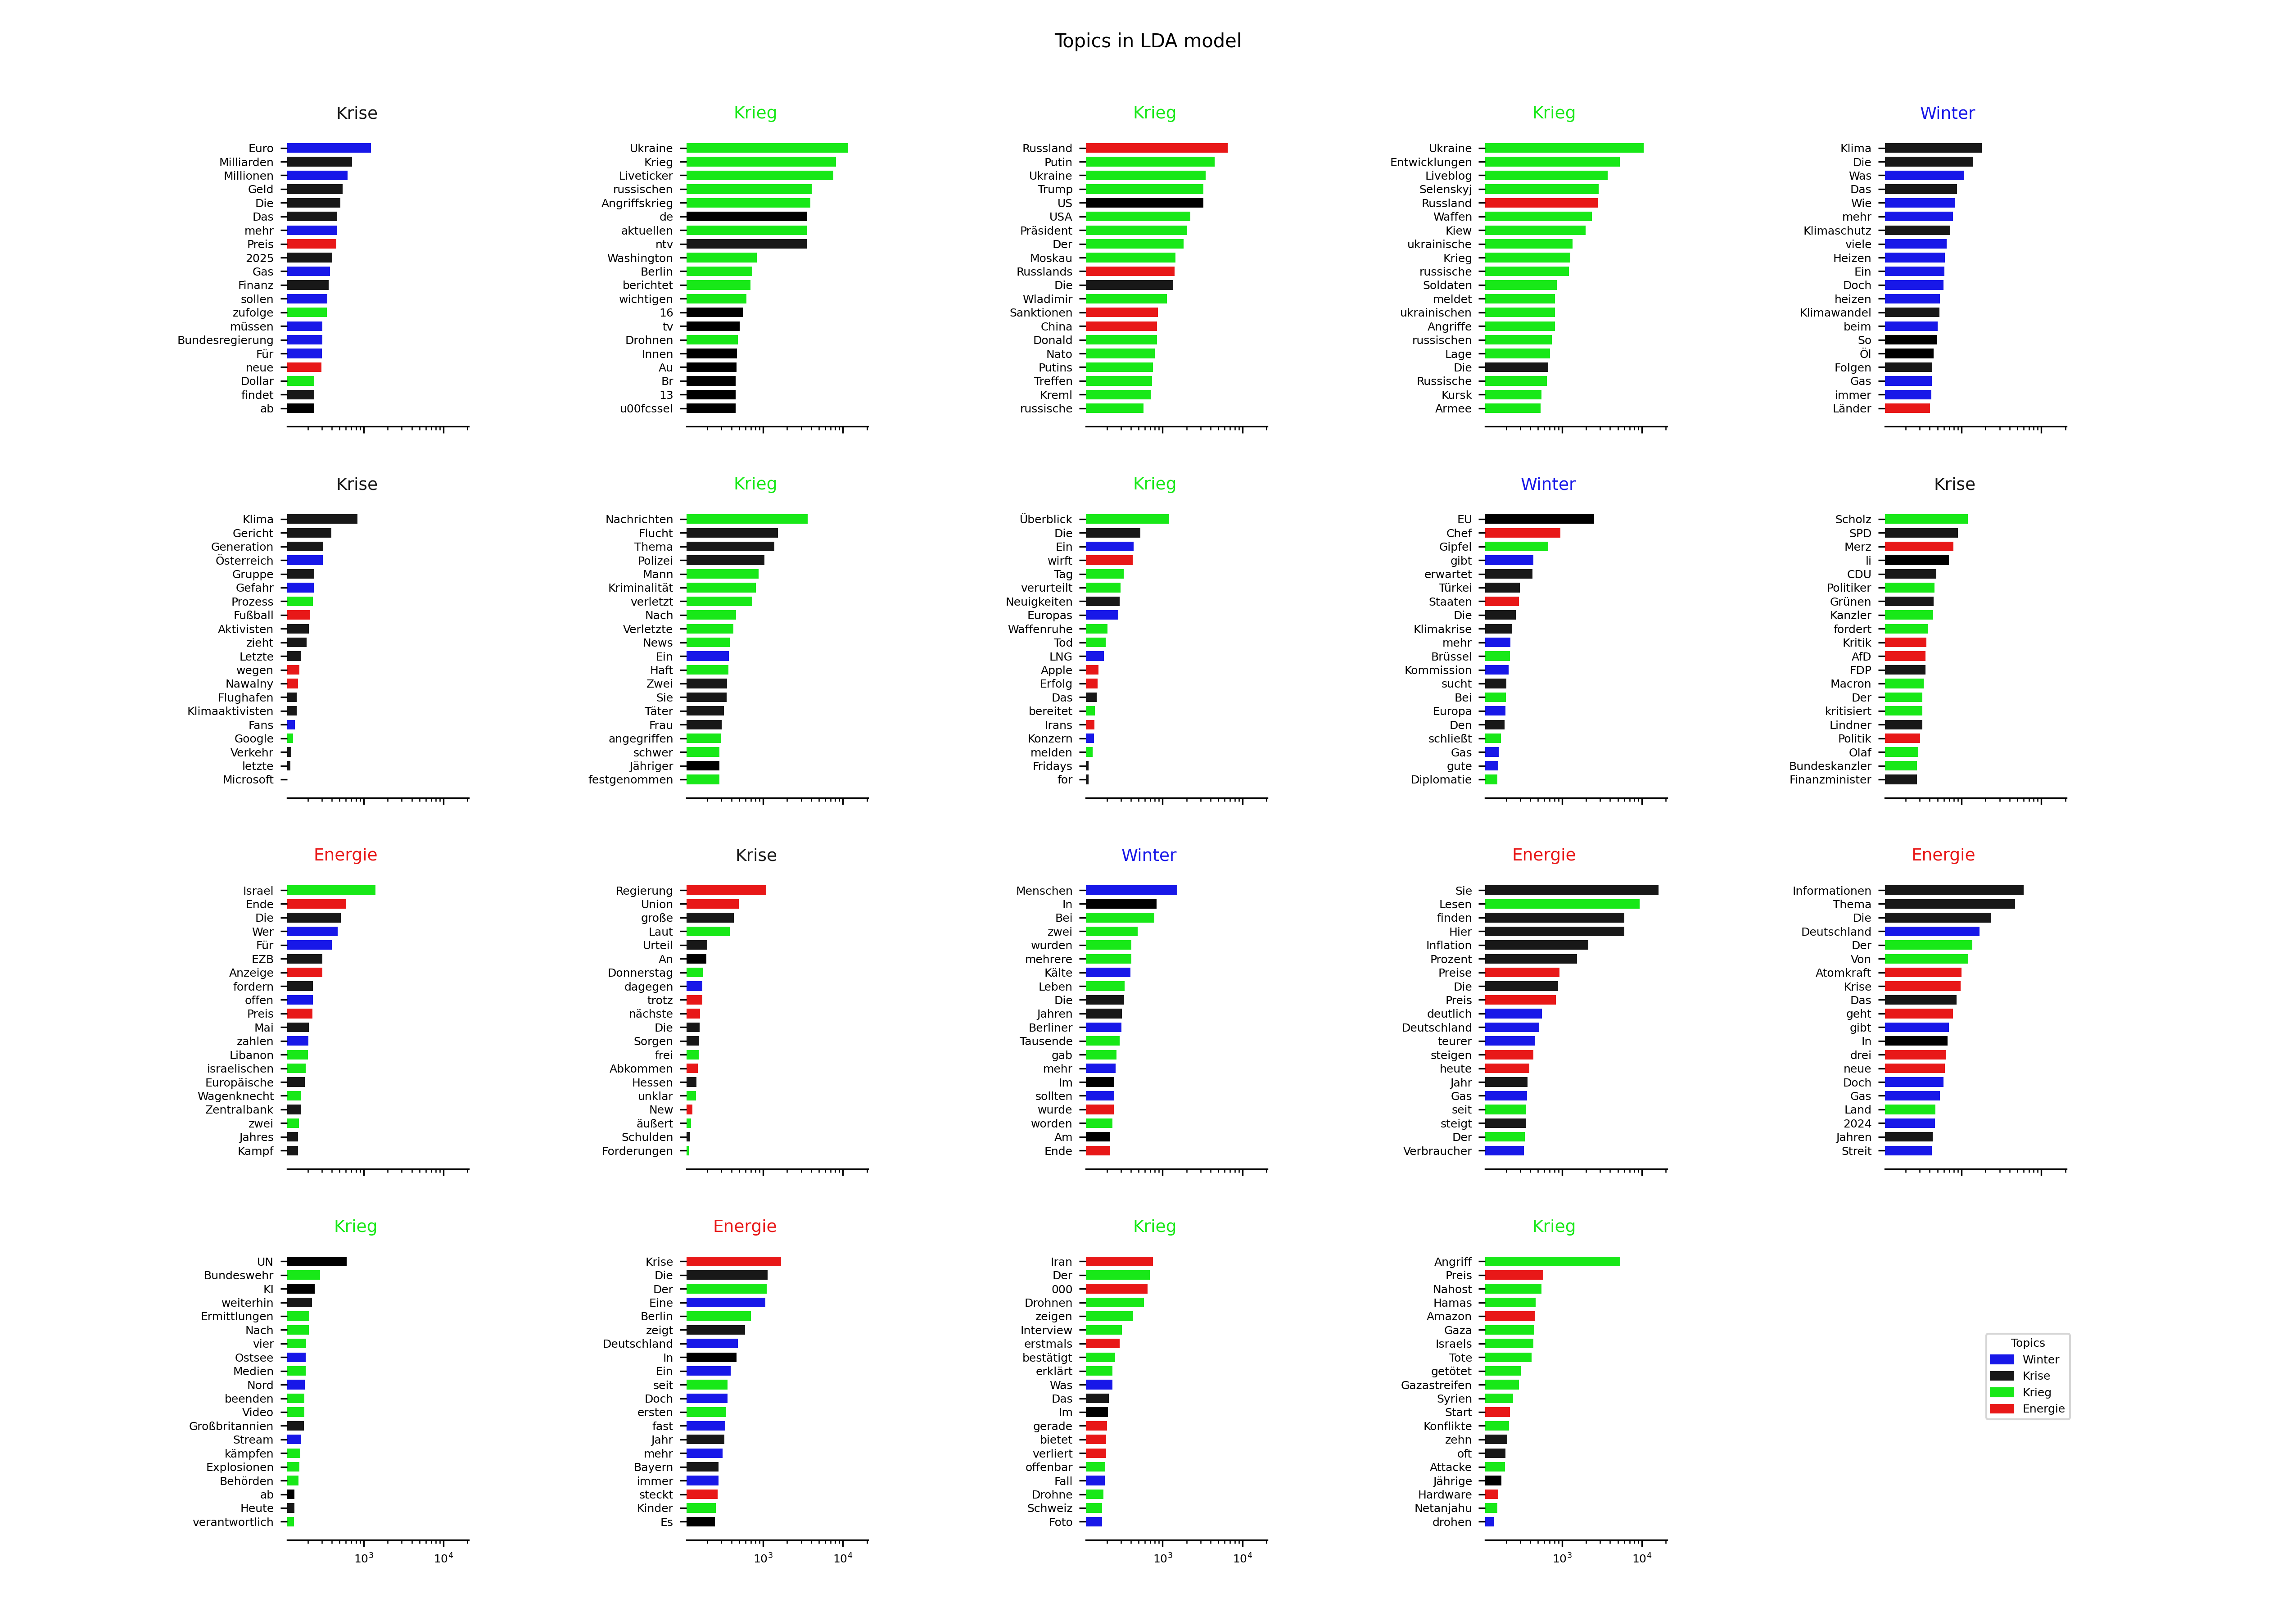 Topics in LDA model
Krise
Euro
Milliarden
Millionen
Geld
Die
Das
mehr
Preis
2025
Gas
Finanz
sollen
zufolge
müssen
Bundesregierung
Für
neue
Dollar
findet
ab
Krieg
Ukraine
Krieg
Liveticker
russischen
Angriffskrieg
de
aktuellen
ntv
Washington
Berlin
berichtet
wichtigen
16
tv
Drohnen
Innen
Au
Br
13
u00fcssel
Krieg
Russland
Putin
Ukraine
Trump
US
USA
Präsident
Der
Moskau
Russlands
Die
Wladimir
Sanktionen
China
Donald
Nato
Putins
Treffen
Kreml
russische
Krieg
Ukraine
Entwicklungen
Liveblog
Selenskyj
Russland
Waffen
Kiew
ukrainische
Krieg
russische
Soldaten
meldet
ukrainischen
Angriffe
russischen
Lage
Die
Russische
Kursk
Armee
Winter
Klima
Die
Was
Das
Wie
mehr
Klimaschutz
viele
Heizen
Ein
Doch
heizen
Klimawandel
beim
So
Öl
Folgen
Gas
immer
Länder
Krise
Klima
Gericht
Generation
Österreich
Gruppe
Gefahr
Prozess
Fußball
Aktivisten
zieht
Letzte
wegen
Nawalny
Flughafen
Klimaaktivisten
Fans
Google
Verkehr
letzte
Microsoft
Krieg
Nachrichten
Flucht
Thema
Polizei
Mann
Kriminalität
verletzt
Nach
Verletzte
News
Ein
Haft
Zwei
Sie
Täter
Frau
angegriffen
schwer
Jähriger
festgenommen
Krieg
Überblick
Die
Ein
wirft
Tag
verurteilt
Neuigkeiten
Europas
Waffenruhe
Tod
LNG
Apple
Erfolg
Das
bereitet
Irans
Konzern
melden
Fridays
for
Winter
EU
Chef
Gipfel
gibt
erwartet
Türkei
Staaten
Die
Klimakrise
mehr
Brüssel
Kommission
sucht
Bei
Europa
Den
schließt
Gas
gute
Diplomatie
Krise
Scholz
SPD
Merz
li
CDU
Politiker
Grünen
Kanzler
fordert
Kritik
AfD
FDP
Macron
Der
kritisiert
Lindner
Politik
Olaf
Bundeskanzler
Finanzminister
Energie
Israel
Ende
Die
Wer
Für
EZB
Anzeige
fordern
offen
Preis
Mai
zahlen
Libanon
israelischen
Europäische
Wagenknecht
Zentralbank
zwei
Jahres
Kampf
Krise
Regierung
Union
große
Laut
Urteil
An
Donnerstag
dagegen
trotz
nächste
Die
Sorgen
frei
Abkommen
Hessen
unklar
New
äußert
Schulden
Forderungen
Winter
Menschen
In
Bei
zwei
wurden
mehrere
Kälte
Leben
Die
Jahren
Berliner
Tausende
gab
mehr
Im
sollten
wurde
worden
Am
Ende
Energie
Sie
Lesen
finden
Hier
Inflation
Prozent
Preise
Die
Preis
deutlich
Deutschland
teurer
steigen
heute
Jahr
Gas
seit
steigt
Der
Verbraucher
Energie
Informationen
Thema
Die
Deutschland
Der
Von
Atomkraft
Krise
Das
geht
gibt
In
drei
neue
Doch
Gas
Land
2024
Jahren
Streit
Krieg
UN
Bundeswehr
KI
weiterhin
Ermittlungen
Nach
vier
Ostsee
Medien
Nord
beenden
Video
Großbritannien
Stream
kämpfen
Explosionen
Behörden
ab
Heute
verantwortlich
10³ 10⁴
Energie
Krise
Die
Der
Eine
Berlin
zeigt
Deutschland
In
Ein
seit
Doch
ersten
fast
Jahr
mehr
Bayern
immer
steckt
Kinder
Es
10³ 10⁴
Krieg
Iran
Der
000
Drohnen
zeigen
Interview
erstmals
bestätigt
erklärt
Was
Das
Im
gerade
bietet
verliert
offenbar
Fall
Drohne
Schweiz
Foto
10³ 10⁴
Krieg
Angriff
Preis
Nahost
Hamas
Amazon
Gaza
Israels
Tote
getötet
Gazastreifen
Syrien
Start
Konflikte
zehn
oft
Attacke
Jährige
Hardware
Netanjahu
drohen
10³ 10⁴
Topics
Winter
Krise
Krieg
Energie